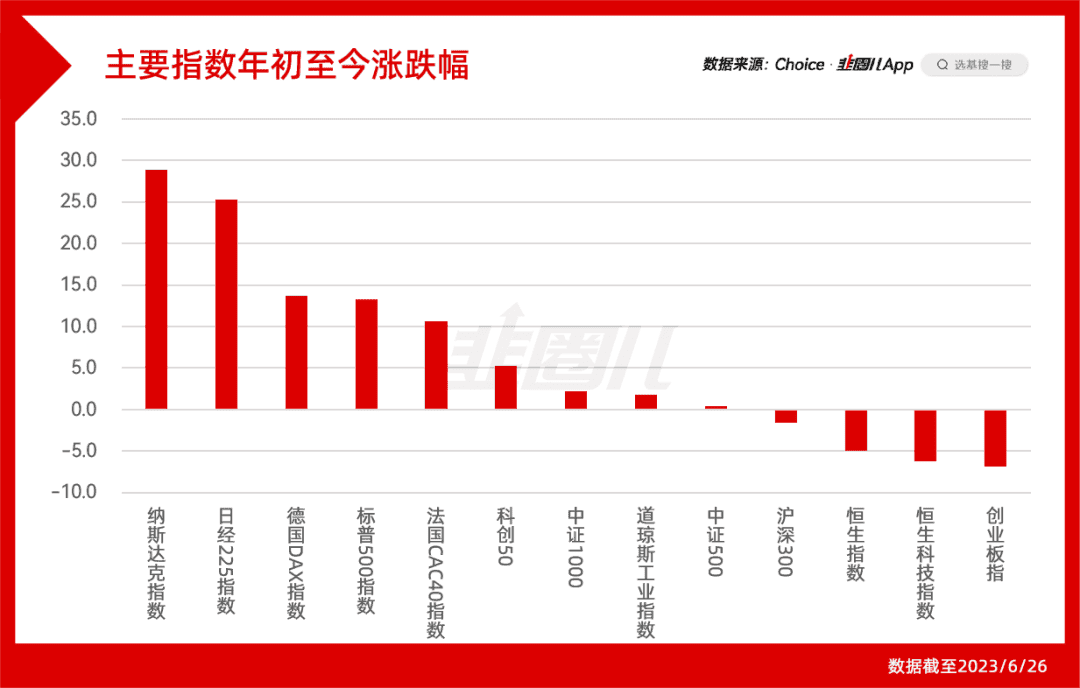 主要指数年初至今涨跌幅
数据来源：Choice · 韭圈儿App
选基搜一搜
35.0
30.0
25.0
20.0
15.0
10.0
5.0
0.0
-5.0
-10.0
韭圈儿
纳斯达克指数
日经225指数
德国DAX指数
标普500指数
法国CAC40指数
科创50
中证1000
道琼斯工业指数
中证500
沪深300
恒生指数
恒生科技指数
创业板指
数据截至2023/6/26